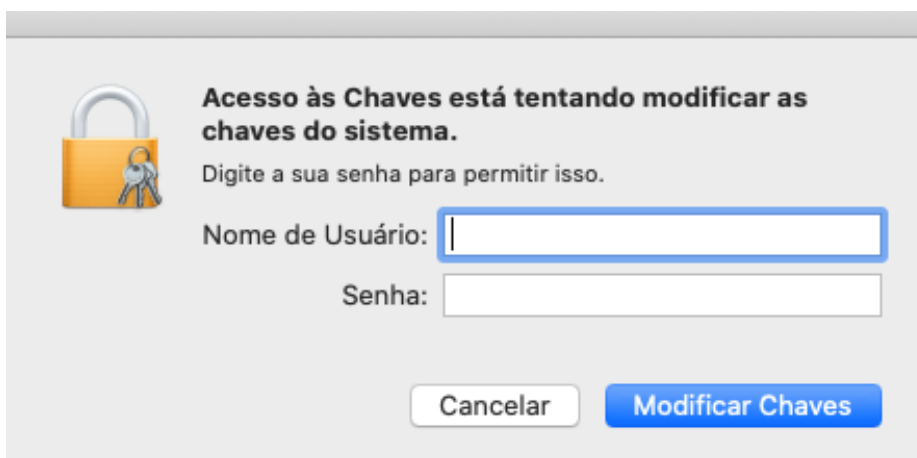 Acesso às Chaves está tentando modificar as
chaves do sistema.
Digite a sua senha para permitir isso.
Nome de Usuário:
Senha:
Cancelar
Modificar Chaves